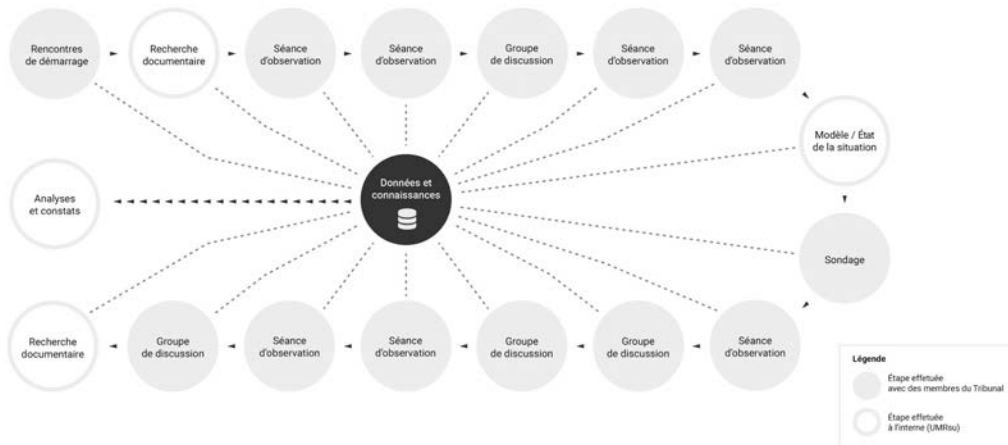 Rencontres
de démarrage
Recherche
documentaire
Séance
d'observation
Séance
d'observation
Groupe
de discussion
Séance
d'observation
Séance
d'observation
Modèle / État
de la situation
Données et
connaissances
Analyses
et constats
Sondage
Recherche
documentaire
Groupe
de discussion
Séance
d'observation
Séance
d'observation
Groupe
de discussion
Groupe
de discussion
Séance
d'observation
Légende
Étape effetuée
avec des membres du Tribunal
Étape effetuée
à l'interne (UMRsu)